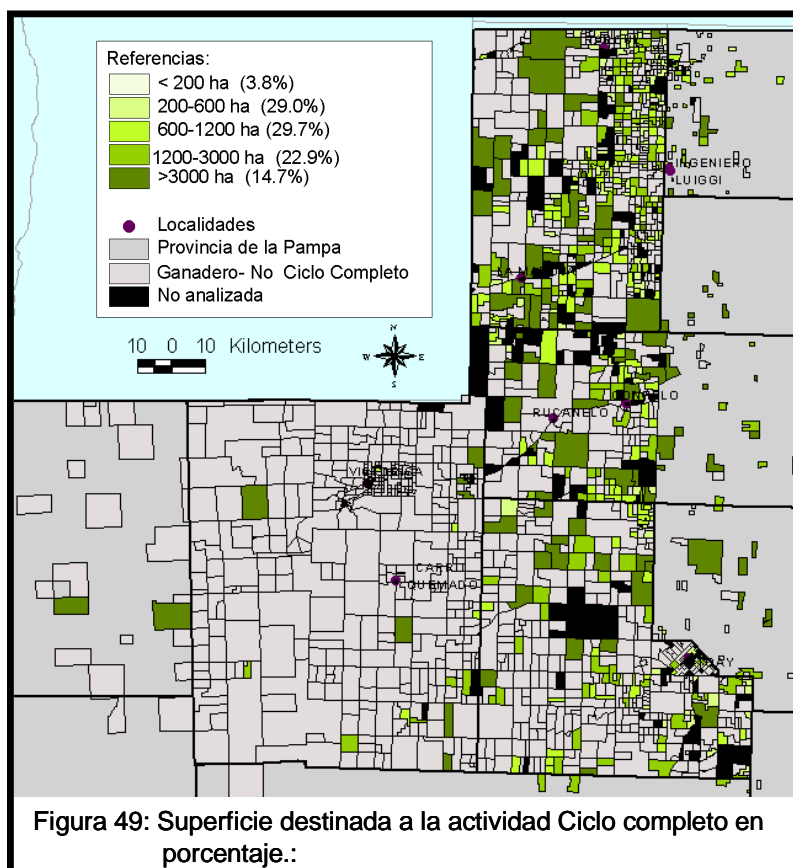 Referencias:
< 200 ha (3.8%)
200-600 ha (29.0%)
600-1200 ha (29.7%)
1200-3000 ha (22.9%)
>3000 ha (14.7%)
Localidades
Provincia de la Pampa
Ganadero- No Ciclo Completo
No analizada
10 0 10 Kilometers
N
W E
S
INGENIERO
LUIGGI
RUCANELO
CARRI
QUEMADO
Figura 49: Superficie destinada a la actividad Ciclo completo en
porcentaje.: